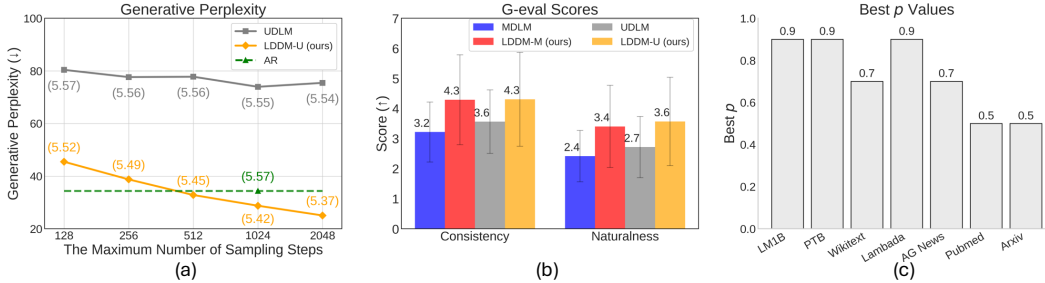 Generative Perplexity
Generative Perplexity (↓)
100
80
60
40
20
UDLM
LDDM-U (ours)
AR
(5.57)
(5.56)
(5.56)
(5.55)
(5.54)
(5.52)
(5.49)
(5.45)
(5.57)
(5.42)
(5.37)
128
256
512
1024
2048
The Maximum Number of Sampling Steps
(a)
G-eval Scores
Score (↑)
7
6
5
4
3
2
1
0
MDLM
LDDM-M (ours)
UDLM
LDDM-U (ours)
3.2
4.3
3.6
4.3
2.4
3.4
2.7
3.6
Consistency
Naturalness
(b)
Best p Values
Best p
1.0
0.8
0.6
0.4
0.2
0.0
0.9
0.9
0.7
0.9
0.7
0.5
0.5
LM1B
PTB
Wikitext
Lambada
AG News
Pubmed
Arxiv
(c)